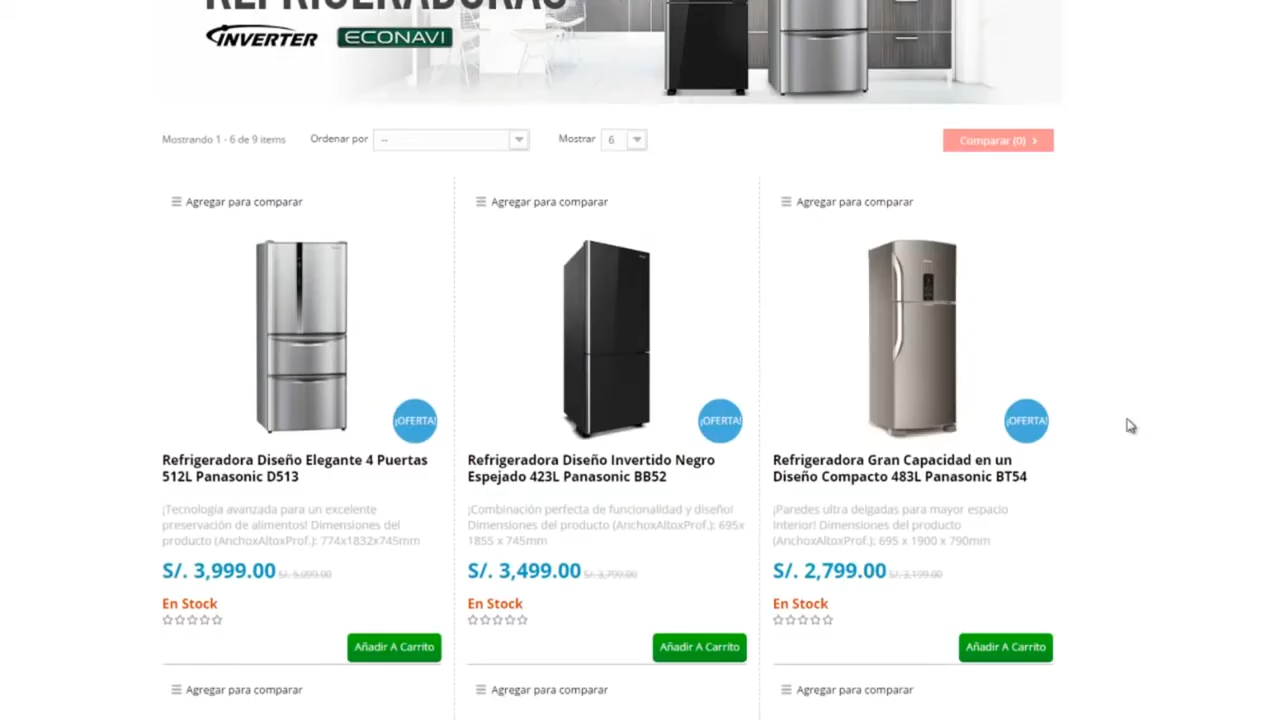 REFRIGERADORAS
INVERTER ECONAVI
Mostrando 1 - 6 de 9 items Ordenar por -- Mostrar 6 Comparar (0) >
Agregar para comparar Agregar para comparar Agregar para comparar
¡OFERTA! ¡OFERTA! ¡OFERTA!
Refrigeradora Diseño Elegante 4 Puertas
512L Panasonic D513
¡Tecnología avanzada para un excelente
preservación de alimentos! Dimensiones del
producto (AnchoxAltoxProf.): 774x1832x745mm
S/. 3,999.00 S/. 5,099.00
En Stock
Añadir A Carrito
Refrigeradora Diseño Invertido Negro
Espejado 423L Panasonic BB52
¡Combinación perfecta de funcionalidad y diseño!
Dimensiones del producto (AnchoxAltoxProf.): 695x
1855 x 745mm
S/. 3,499.00 S/. 3,799.00
En Stock
Añadir A Carrito
Refrigeradora Gran Capacidad en un
Diseño Compacto 483L Panasonic BT54
¡Paredes ultra delgadas para mayor espacio
interior! Dimensiones del producto
(AnchoxAltoxProf.): 695 x 1900 x 790mm
S/. 2,799.00 S/. 3,199.00
En Stock
Añadir A Carrito
Agregar para comparar Agregar para comparar Agregar para comparar